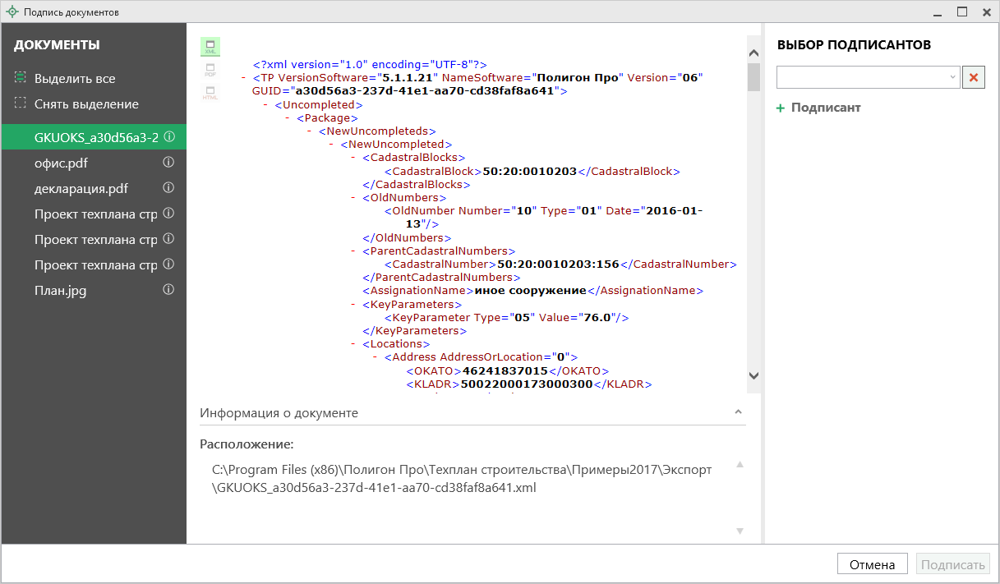 Подпись документов
ДОКУМЕНТЫ
Выделить все
Снять выделение
GKUOKS_a30d56a3-2
офис.pdf
декларация.pdf
Проект техплана стр
Проект техплана стр
Проект техплана стр
План.jpg
XML
PDF
HTML
<?xml version="1.0" encoding="UTF-8"?>
- <TP VersionSoftware="5.1.1.21" NameSoftware="Полигон Про" Version="06"
GUID="a30d56a3-237d-41e1-aa70-cd38faf8a641">
- <Uncompleted>
- <Package>
- <NewUncompleteds>
- <NewUncompleted>
- <CadastralBlocks>
<CadastralBlock>50:20:0010203</CadastralBlock>
</CadastralBlocks>
- <OldNumbers>
<OldNumber Number="10" Type="01" Date="2016-01-
13"/>
</OldNumbers>
- <ParentCadastralNumbers>
<CadastralNumber>50:20:0010203:156</CadastralNumber>
</ParentCadastralNumbers>
<AssignationName>иное сооружение</AssignationName>
- <KeyParameters>
<KeyParameter Type="05" Value="76.0"/>
</KeyParameters>
- <Locations>
- <Address AddressOrLocation="0">
<OKATO>46241837015</OKATO>
<KLADR>50022000173000300</KLADR>
Информация о документе
Расположение:
C:\Program Files (x86)\Полигон Про\Техплан строительства\Примеры2017\Экспорт
\GKUOKS_a30d56a3-237d-41e1-aa70-cd38faf8a641.xml
ВЫБОР ПОДПИСАНТОВ
+ Подписант
Отмена
Подписать